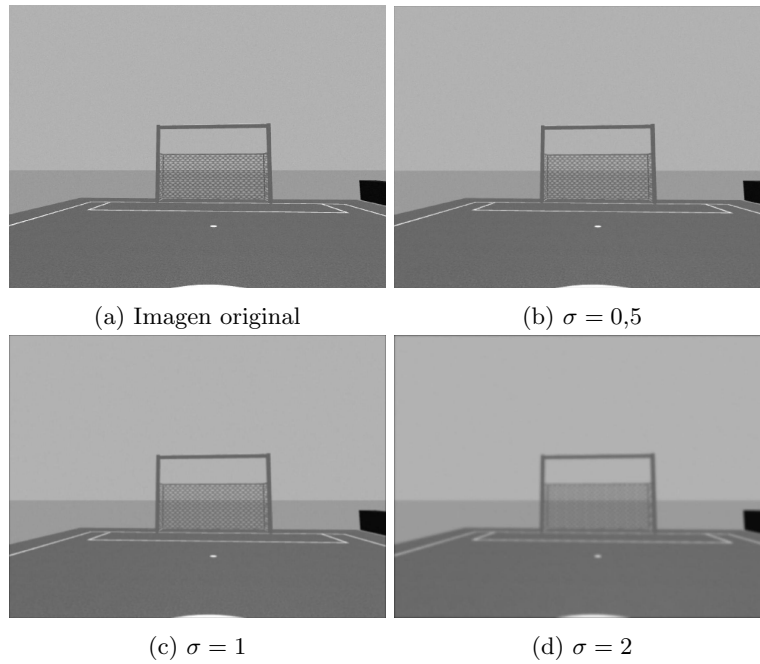 (a) Imagen original
(b) σ = 0,5
(c) σ = 1
(d) σ = 2